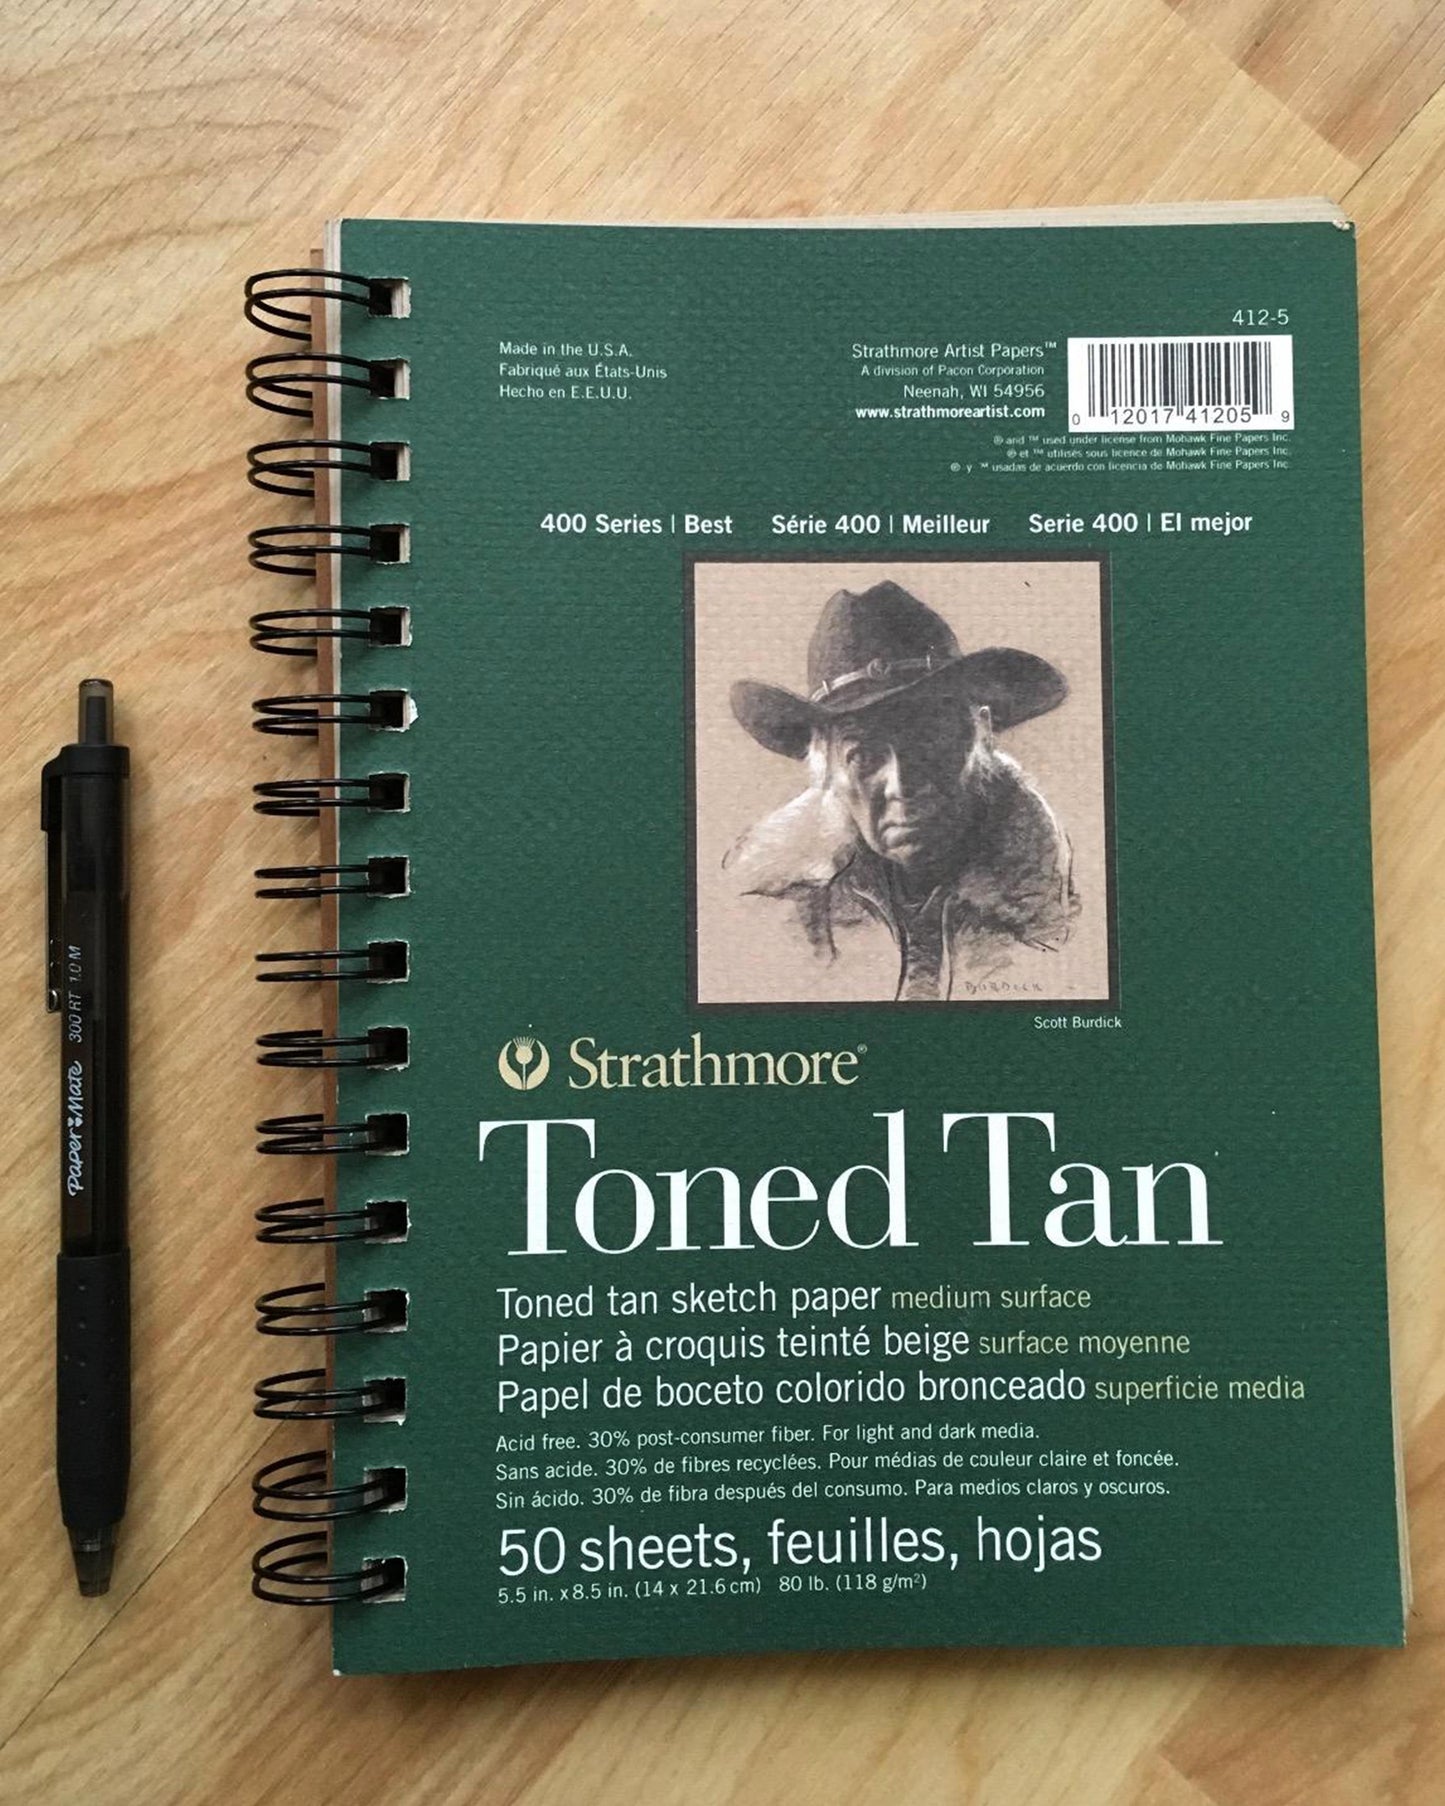 412-5
Made in the U.S.A.
Fabriqué aux États-Unis
Hecho en E.E.U.U.
Strathmore Artist Papers™
A division of Pacon Corporation
Neenah, WI 54956
www.strathmoreartist.com
0 12017 41205 9
® and ™ used under license from Mohawk Fine Papers Inc.
® et ™ utilisés sous licence de Mohawk Fine Papers Inc.
® y ™ usadas de acuerdo con licencia de Mohawk Fine Papers Inc.
400 Series | Best Série 400 | Meilleur Serie 400 | El mejor
BURDICK
Scott Burdick
Strathmore®
Toned Tan
Toned tan sketch paper medium surface
Papier à croquis teinté beige surface moyenne
Papel de boceto colorido bronceado superficie media
Acid free. 30% post-consumer fiber. For light and dark media.
Sans acide. 30% de fibres recyclées. Pour médias de couleur claire et foncée.
Sin ácido. 30% de fibra después del consumo. Para medios claros y oscuros.
50 sheets, feuilles, hojas
5.5 in. x 8.5 in. (14 x 21.6 cm) 80 lb. (118 g/m²)
Paper Mate 300 RT 1.0 M